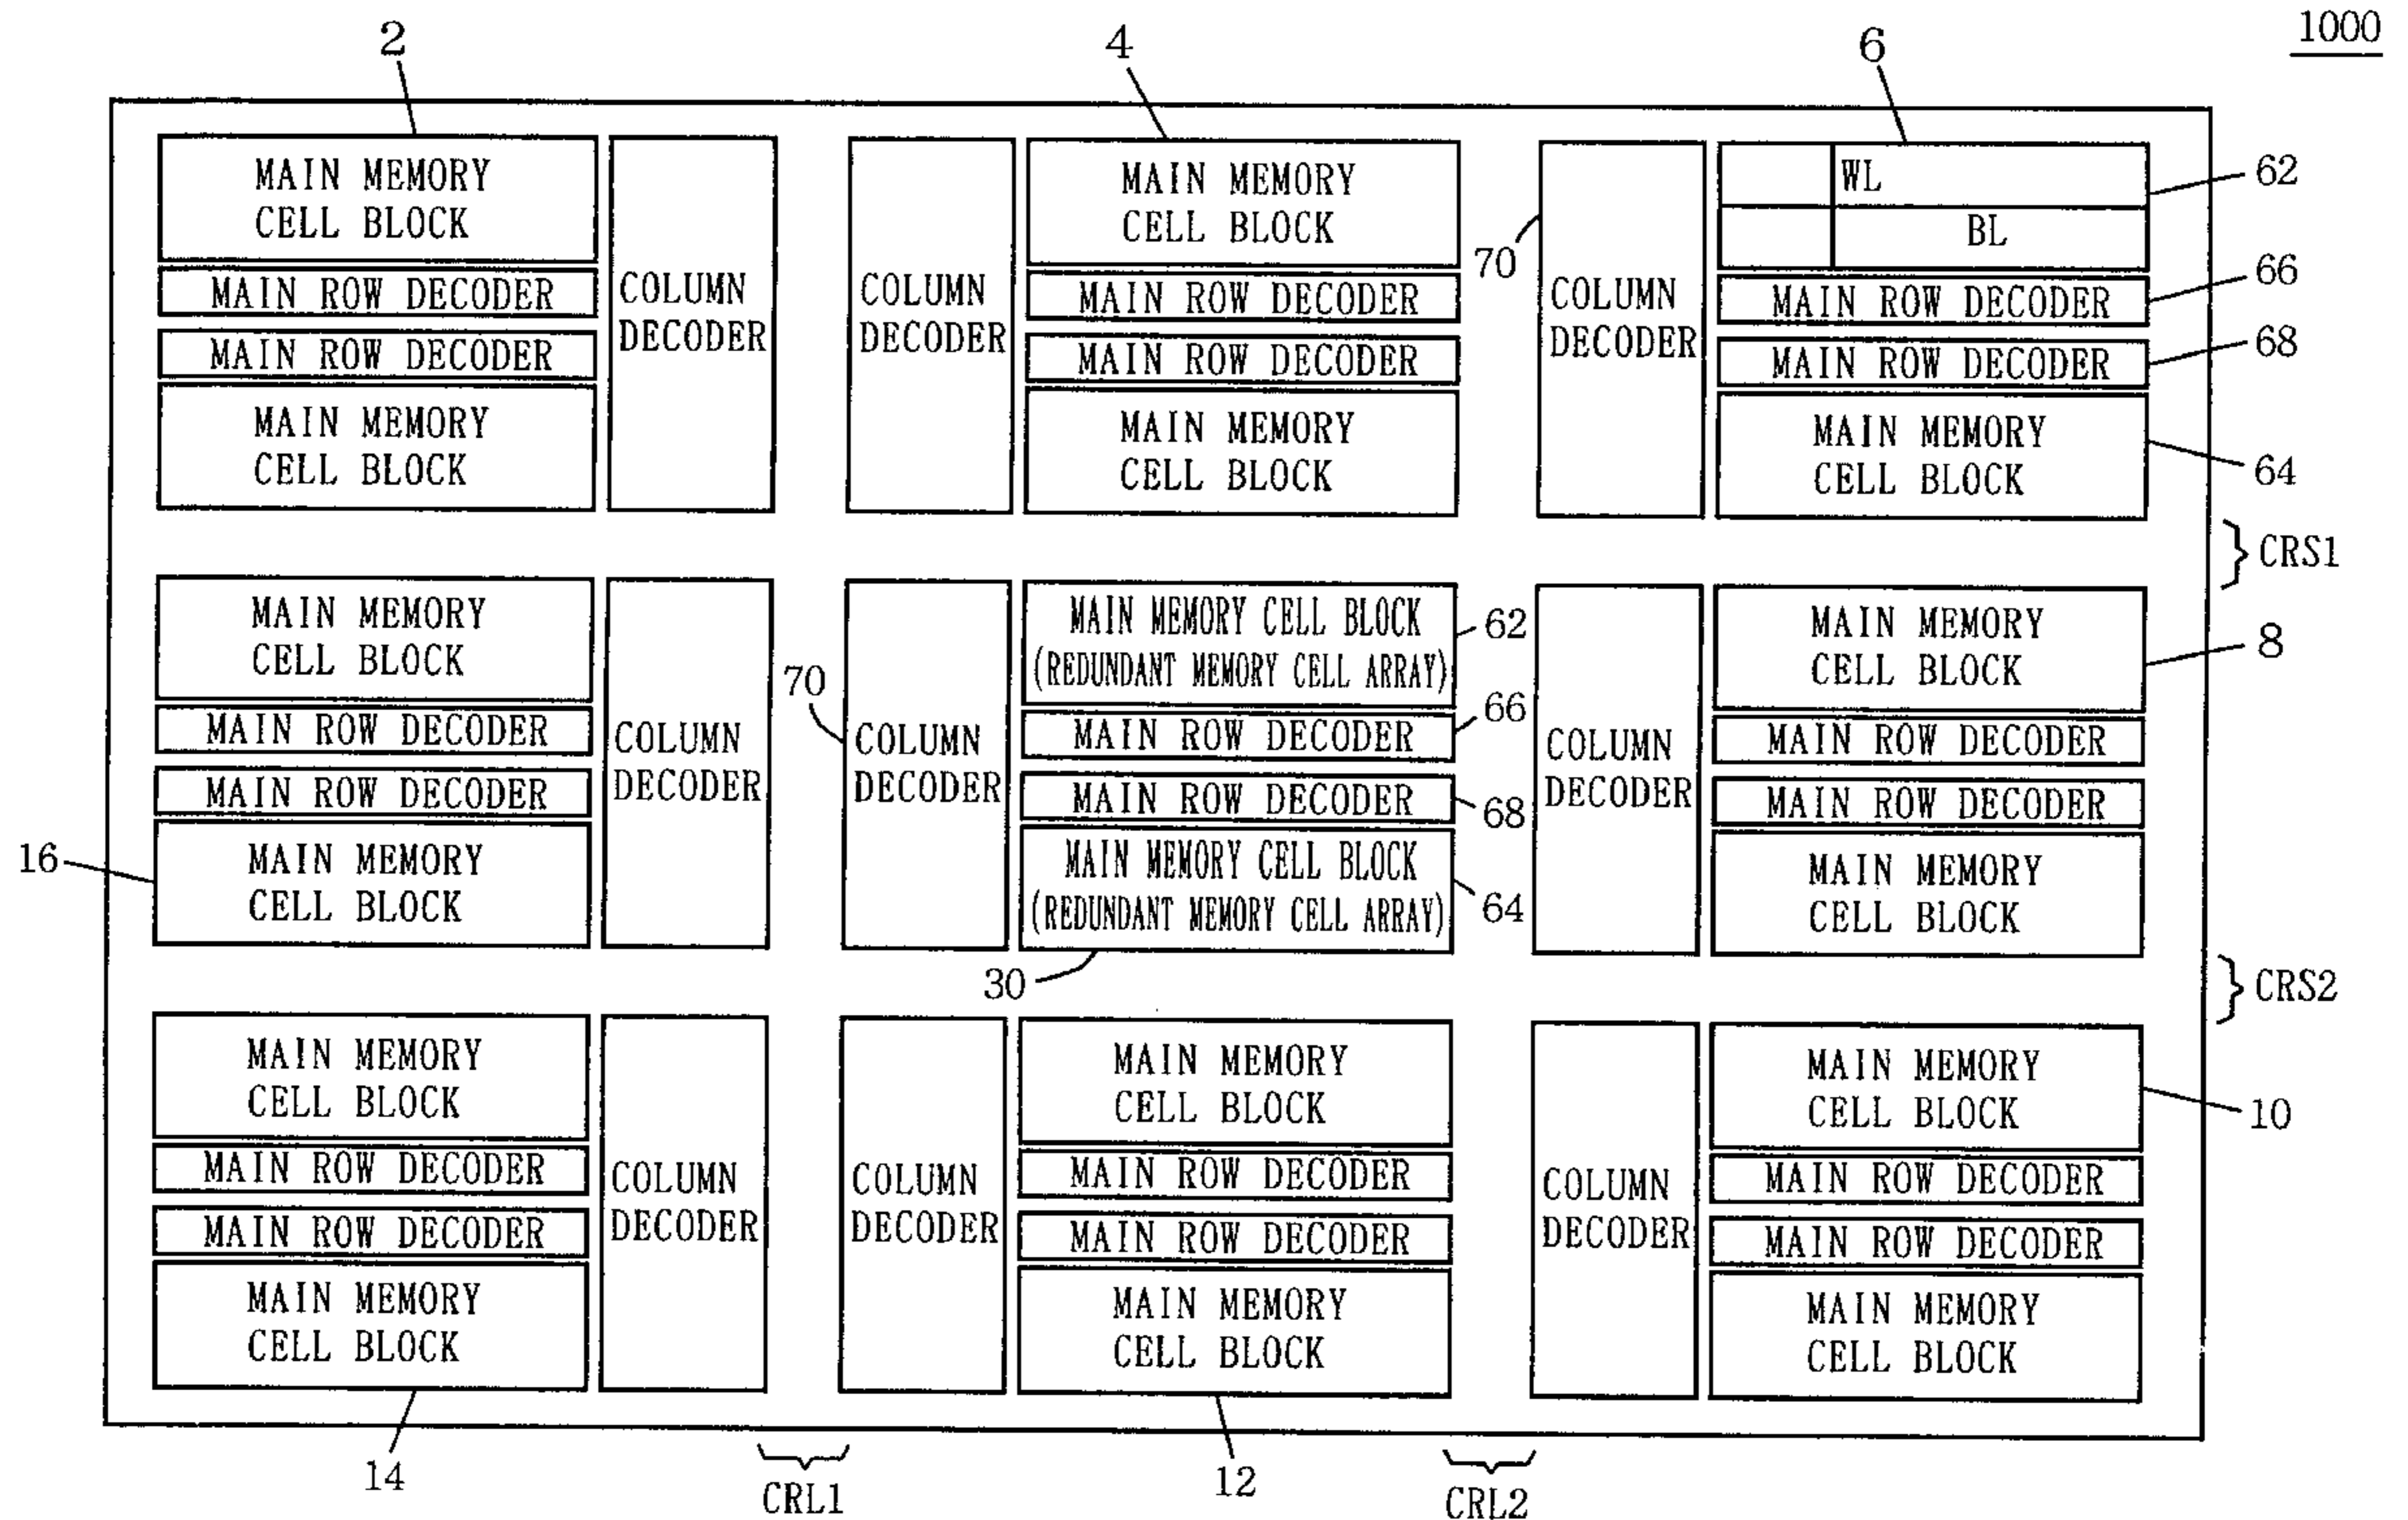 1000
2
4
6
MAIN MEMORY
CELL BLOCK
MAIN ROW DECODER
MAIN ROW DECODER
MAIN MEMORY
CELL BLOCK
COLUMN
DECODER
COLUMN
DECODER
MAIN MEMORY
CELL BLOCK
MAIN ROW DECODER
MAIN ROW DECODER
MAIN MEMORY
CELL BLOCK
70
COLUMN
DECODER
WL
BL
MAIN ROW DECODER
MAIN ROW DECODER
MAIN MEMORY
CELL BLOCK
62
66
68
64
CRS1
MAIN MEMORY
CELL BLOCK
MAIN ROW DECODER
MAIN ROW DECODER
MAIN MEMORY
CELL BLOCK
16
COLUMN
DECODER
70
COLUMN
DECODER
MAIN MEMORY CELL BLOCK
(REDUNDANT MEMORY CELL ARRAY)
MAIN ROW DECODER
MAIN ROW DECODER
MAIN MEMORY CELL BLOCK
(REDUNDANT MEMORY CELL ARRAY)
62
66
68
64
30
COLUMN
DECODER
MAIN MEMORY
CELL BLOCK
MAIN ROW DECODER
MAIN ROW DECODER
MAIN MEMORY
CELL BLOCK
8
CRS2
MAIN MEMORY
CELL BLOCK
MAIN ROW DECODER
MAIN ROW DECODER
MAIN MEMORY
CELL BLOCK
COLUMN
DECODER
COLUMN
DECODER
MAIN MEMORY
CELL BLOCK
MAIN ROW DECODER
MAIN ROW DECODER
MAIN MEMORY
CELL BLOCK
COLUMN
DECODER
MAIN MEMORY
CELL BLOCK
MAIN ROW DECODER
MAIN ROW DECODER
MAIN MEMORY
CELL BLOCK
10
14
CRL1
12
CRL2